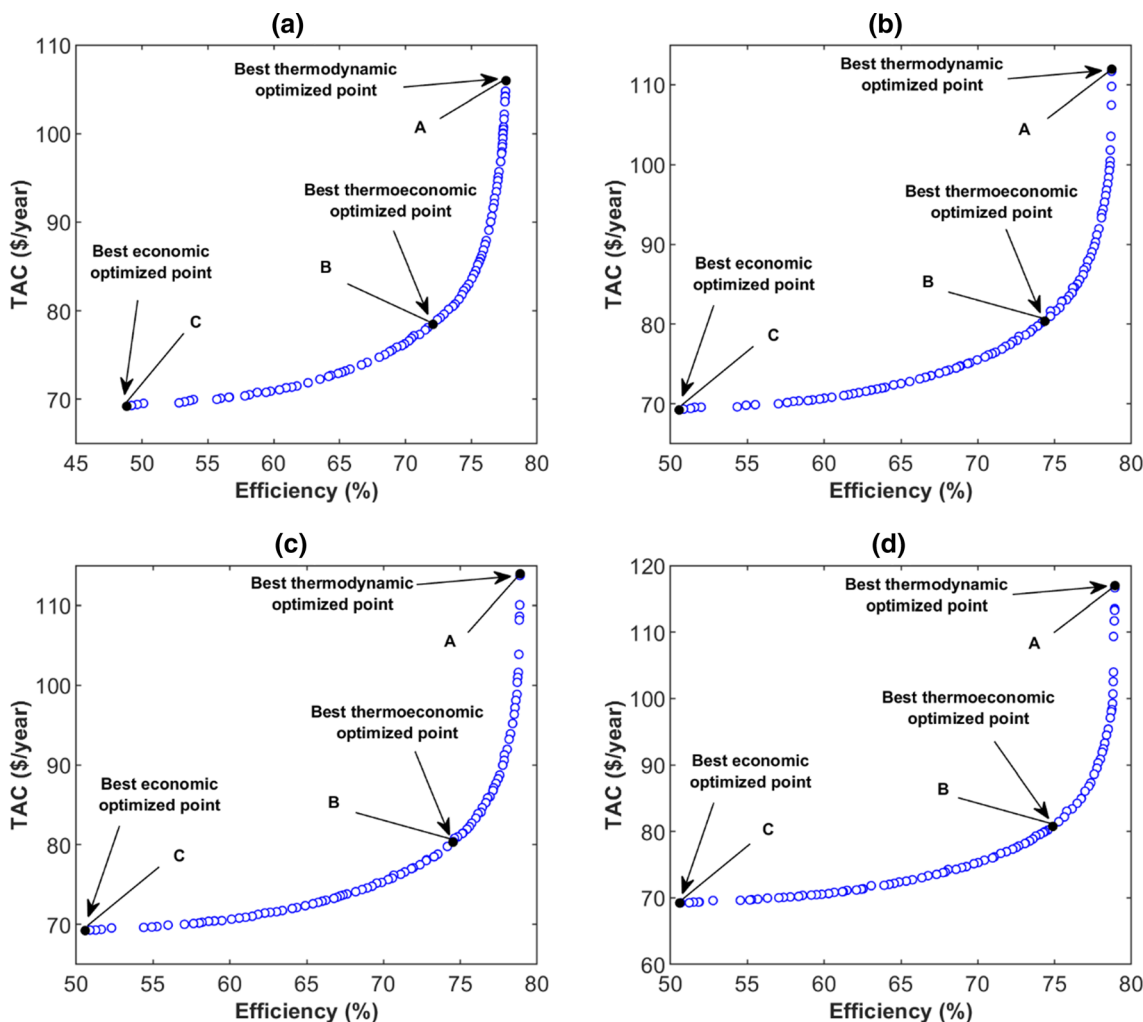 (a)
110
100
90
80
70
TAC ($/year)
Best thermodynamic
optimized point
A
Best thermoeconomic
optimized point
B
Best economic
optimized point
C
45 50 55 60 65 70 75 80
Efficiency (%)
(b)
110
100
90
80
70
TAC ($/year)
Best thermodynamic
optimized point
A
Best thermoeconomic
optimized point
B
Best economic
optimized point
C
50 55 60 65 70 75 80
Efficiency (%)
(c)
110
100
90
80
70
TAC ($/year)
Best thermodynamic
optimized point
A
Best thermoeconomic
optimized point
B
Best economic
optimized point
C
50 55 60 65 70 75 80
Efficiency (%)
(d)
120
110
100
90
80
70
60
TAC ($/year)
Best thermodynamic
optimized point
A
Best thermoeconomic
optimized point
B
Best economic
optimized point
C
50 55 60 65 70 75 80
Efficiency (%)